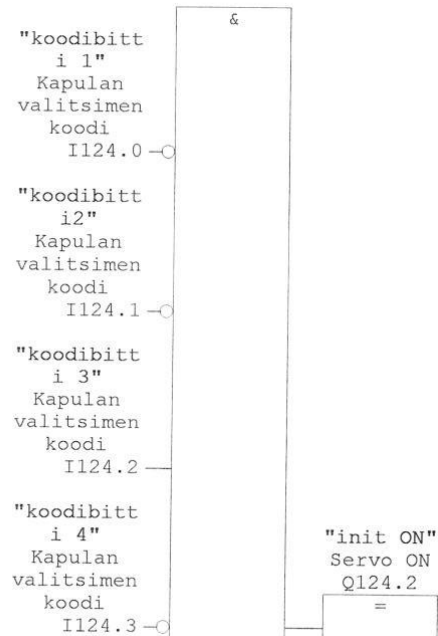 &
"koodibitt
i 1"
Kapulan
valitsimen
koodi
I124.0
"koodibitt
i2"
Kapulan
valitsimen
koodi
I124.1
"koodibitt
i 3"
Kapulan
valitsimen
koodi
I124.2
"koodibitt
i 4"
Kapulan
valitsimen
koodi
I124.3
"init ON"
Servo ON
Q124.2
=